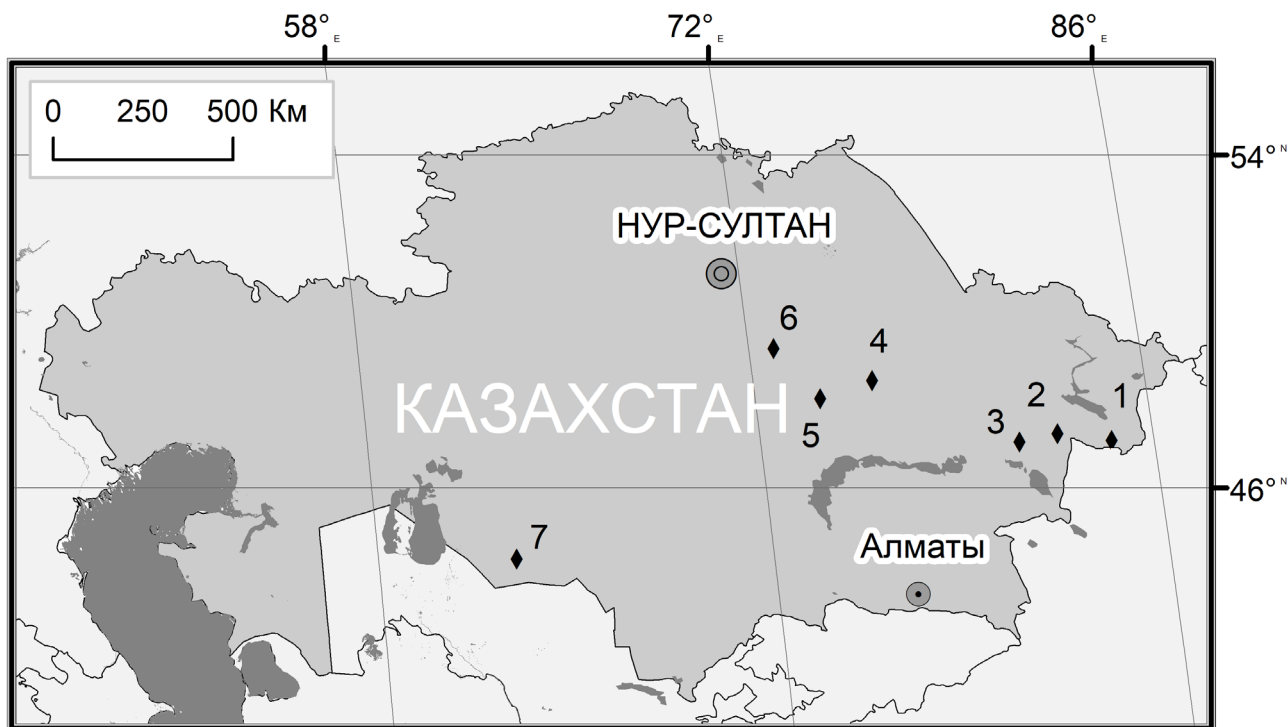 58° E 72° E 86° E
0 250 500 Км
54° N
НУР-СУЛТАН
6
4
КАЗАХСТАН
5
3
2
1
46° N
7
Алматы